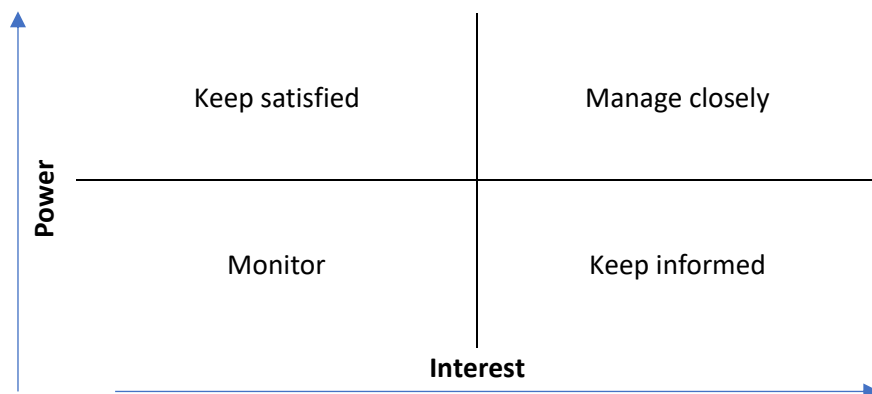 Keep satisfied
Manage closely
Power
Monitor
Keep informed
Interest